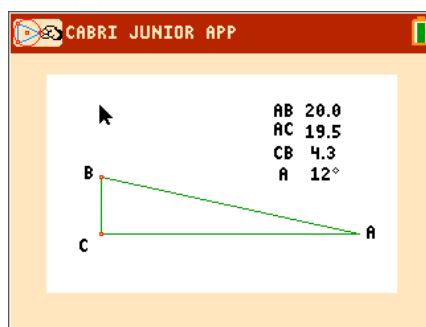 CABRI JUNIOR APP
AB 20.0
AC 19.5
CB 4.3
A 12°
B
A
C